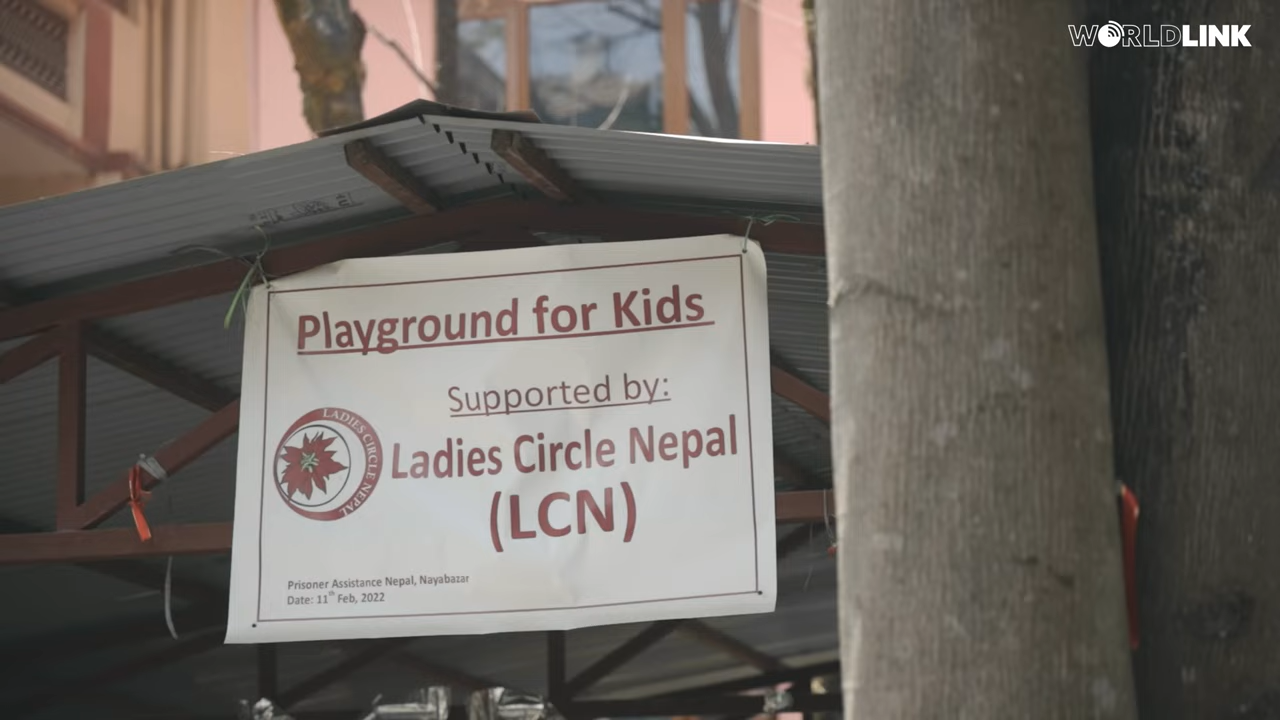 WORLDLINK
Playground for Kids
Supported by:
LADIES CIRCLE NEPAL
Ladies Circle Nepal
(LCN)
Prisoner Assistance Nepal, Nayabazar
Date: 11th Feb, 2022